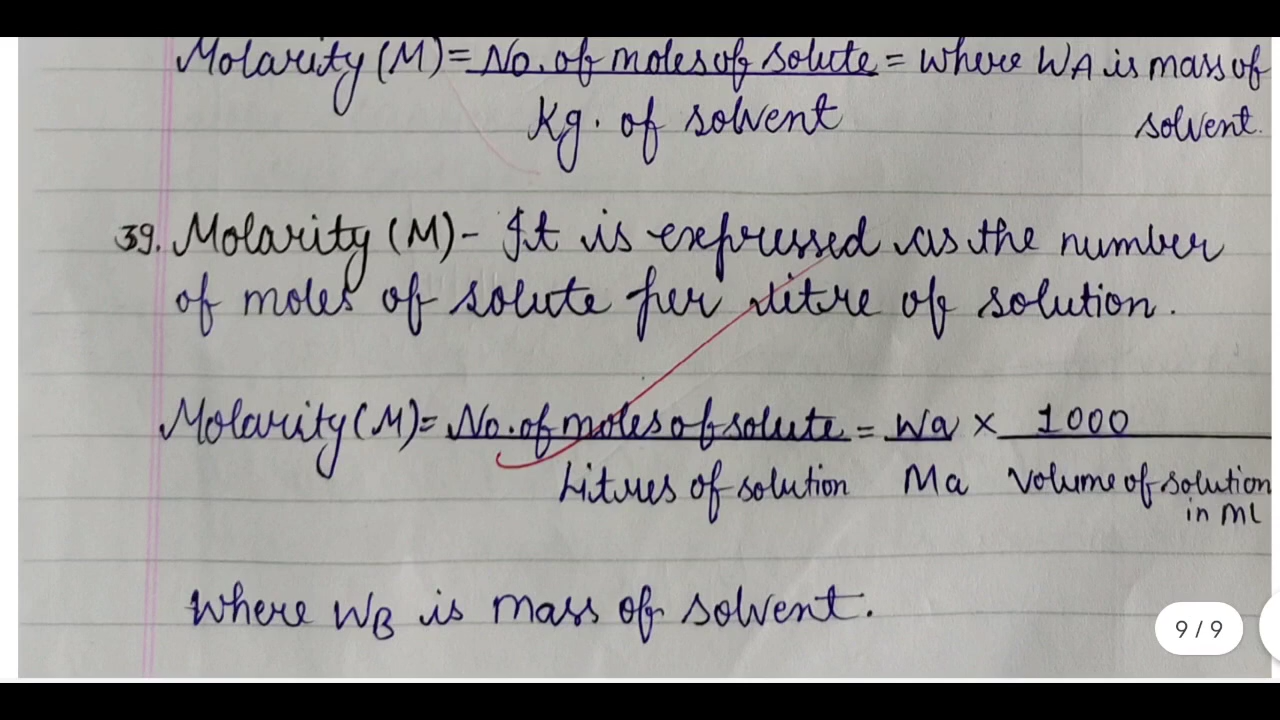 Molarity (M) = No. of moles of solute = where WA is mass of
Kg. of solvent solvent.
39. Molarity (M) - It is expressed as the number
of moles of solute per litre of solution.
Molarity (M) = No. of moles of solute = Wa × 1000
Litres of solution Ma Volume of solution
in ml
Where WB is mass of solvent.
9 / 9